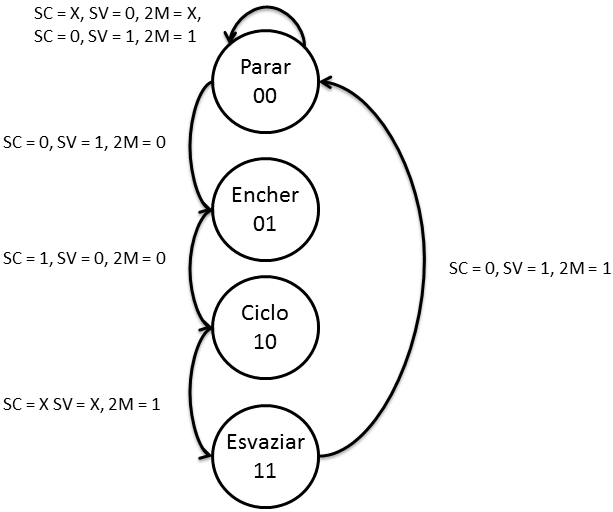 SC = X, SV = 0, 2M = X,
SC = 0, SV = 1, 2M = 1
Parar
00
SC = 0, SV = 1, 2M = 0
Encher
01
SC = 1, SV = 0, 2M = 0
SC = 0, SV = 1, 2M = 1
Ciclo
10
SC = X SV = X, 2M = 1
Esvaziar
11